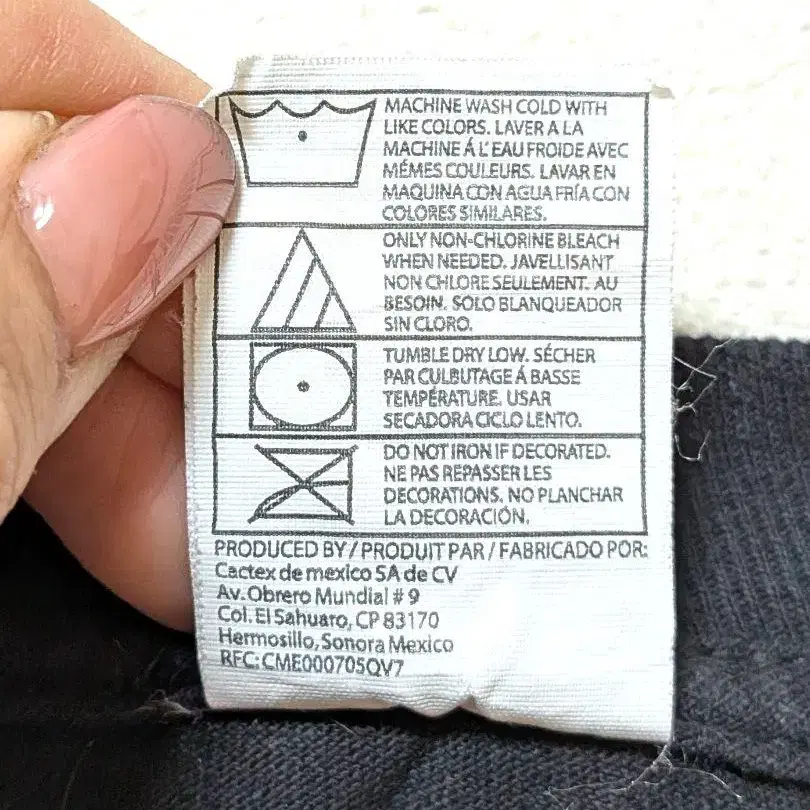 MACHINE WASH COLD WITH
LIKE COLORS. LAVER A LA
MACHINE Á L'EAU FROIDE AVEC
MÉMES COULEURS. LAVAR EN
MAQUINA CON AGUA FRÍA CON
COLORES SIMILARES.
ONLY NON-CHLORINE BLEACH
WHEN NEEDED. JAVELLISANT
NON CHLORE SEULEMENT. AU
BESOIN. SOLO BLANQUEADOR
SIN CLORO.
TUMBLE DRY LOW. SÉCHER
PAR CULBUTAGE Á BASSE
TEMPÉRATURE. USAR
SECADORA CICLO LENTO.
DO NOT IRON IF DECORATED.
NE PAS REPASSER LES
DECORATIONS. NO PLANCHAR
LA DECORACIÓN.
PRODUCED BY / PRODUIT PAR / FABRICADO POR:
Cactex de mexico SA de CV
Av. Obrero Mundial # 9
Col. El Sahuaro, CP 83170
Hermosillo, Sonora Mexico
RFC: CME000705QV7